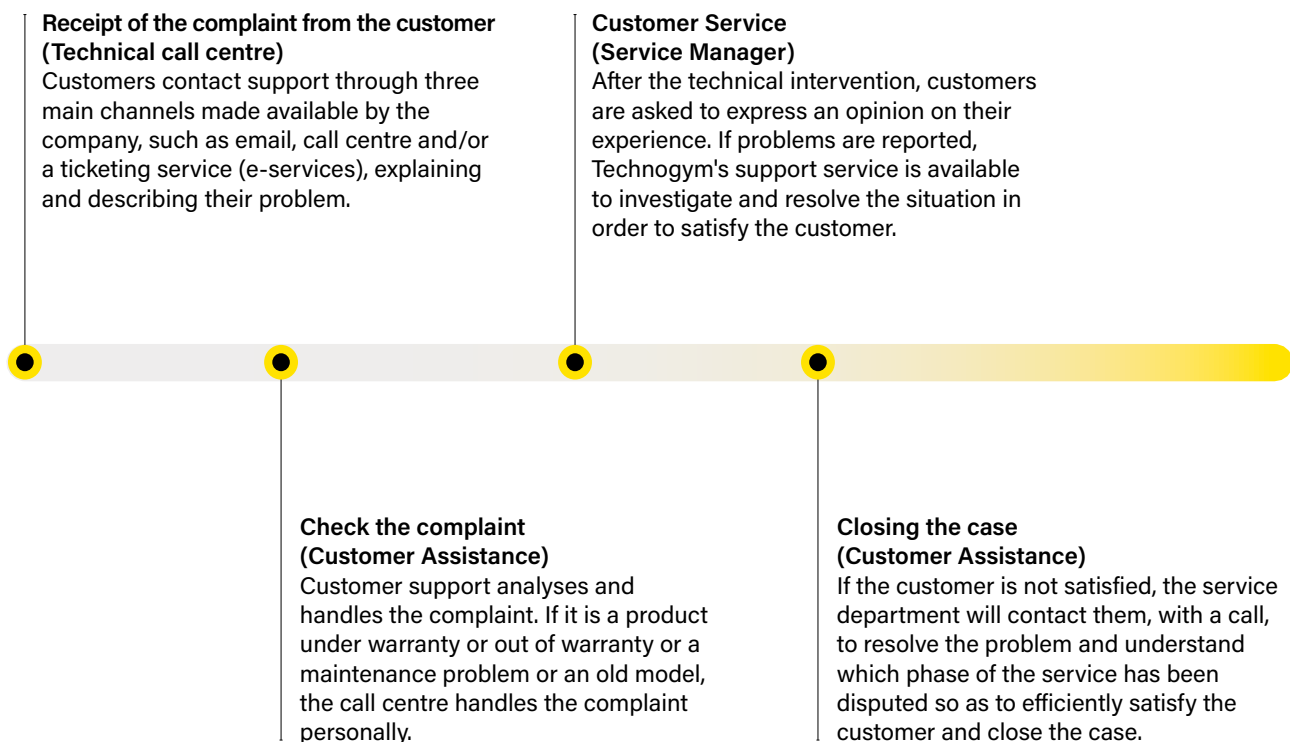 Receipt of the complaint from the customer
(Technical call centre)
Customers contact support through three
main channels made available by the
company, such as email, call centre and/or
a ticketing service (e-services), explaining
and describing their problem.
Check the complaint
(Customer Assistance)
Customer support analyses and
handles the complaint. If it is a product
under warranty or out of warranty or a
maintenance problem or an old model,
the call centre handles the complaint
personally.
Customer Service
(Service Manager)
After the technical intervention, customers
are asked to express an opinion on their
experience. If problems are reported,
Technogym's support service is available
to investigate and resolve the situation in
order to satisfy the customer.
Closing the case
(Customer Assistance)
If the customer is not satisfied, the service
department will contact them, with a call,
to resolve the problem and understand
which phase of the service has been
disputed so as to efficiently satisfy the
customer and close the case.